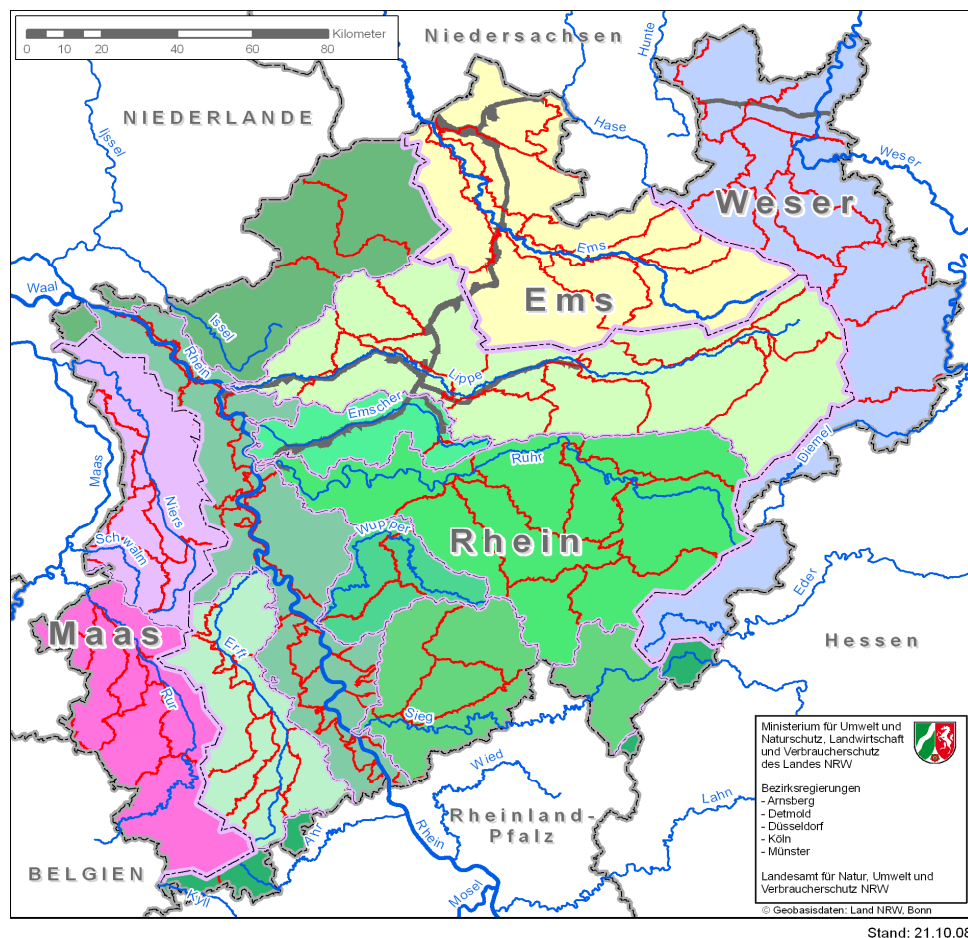 Kilometer
0 10 20 40 60 80
Niedersachsen
Hunte
NIEDERLANDE
Ijssel
Hase
Weser
Weser
Ems
Ems
Waal
Issel
Rhein
Lippe
Emscher
Diemel
Maas
Niers
Ruhr
Schwalm
Wupper
Rhein
Eder
Maas
Hessen
Erft
Rur
Sieg
Wied
Lahn
Rheinland-
Pfalz
Rhein
Ahr
BELGIEN
Kyll
Mosel
Ministerium für Umwelt und
Naturschutz, Landwirtschaft
und Verbraucherschutz
des Landes NRW
Bezirksregierungen
- Arnsberg
- Detmold
- Düsseldorf
- Köln
- Münster
Landesamt für Natur, Umwelt und
Verbraucherschutz NRW
© Geobasisdaten: Land NRW, Bonn
Stand: 21.10.08